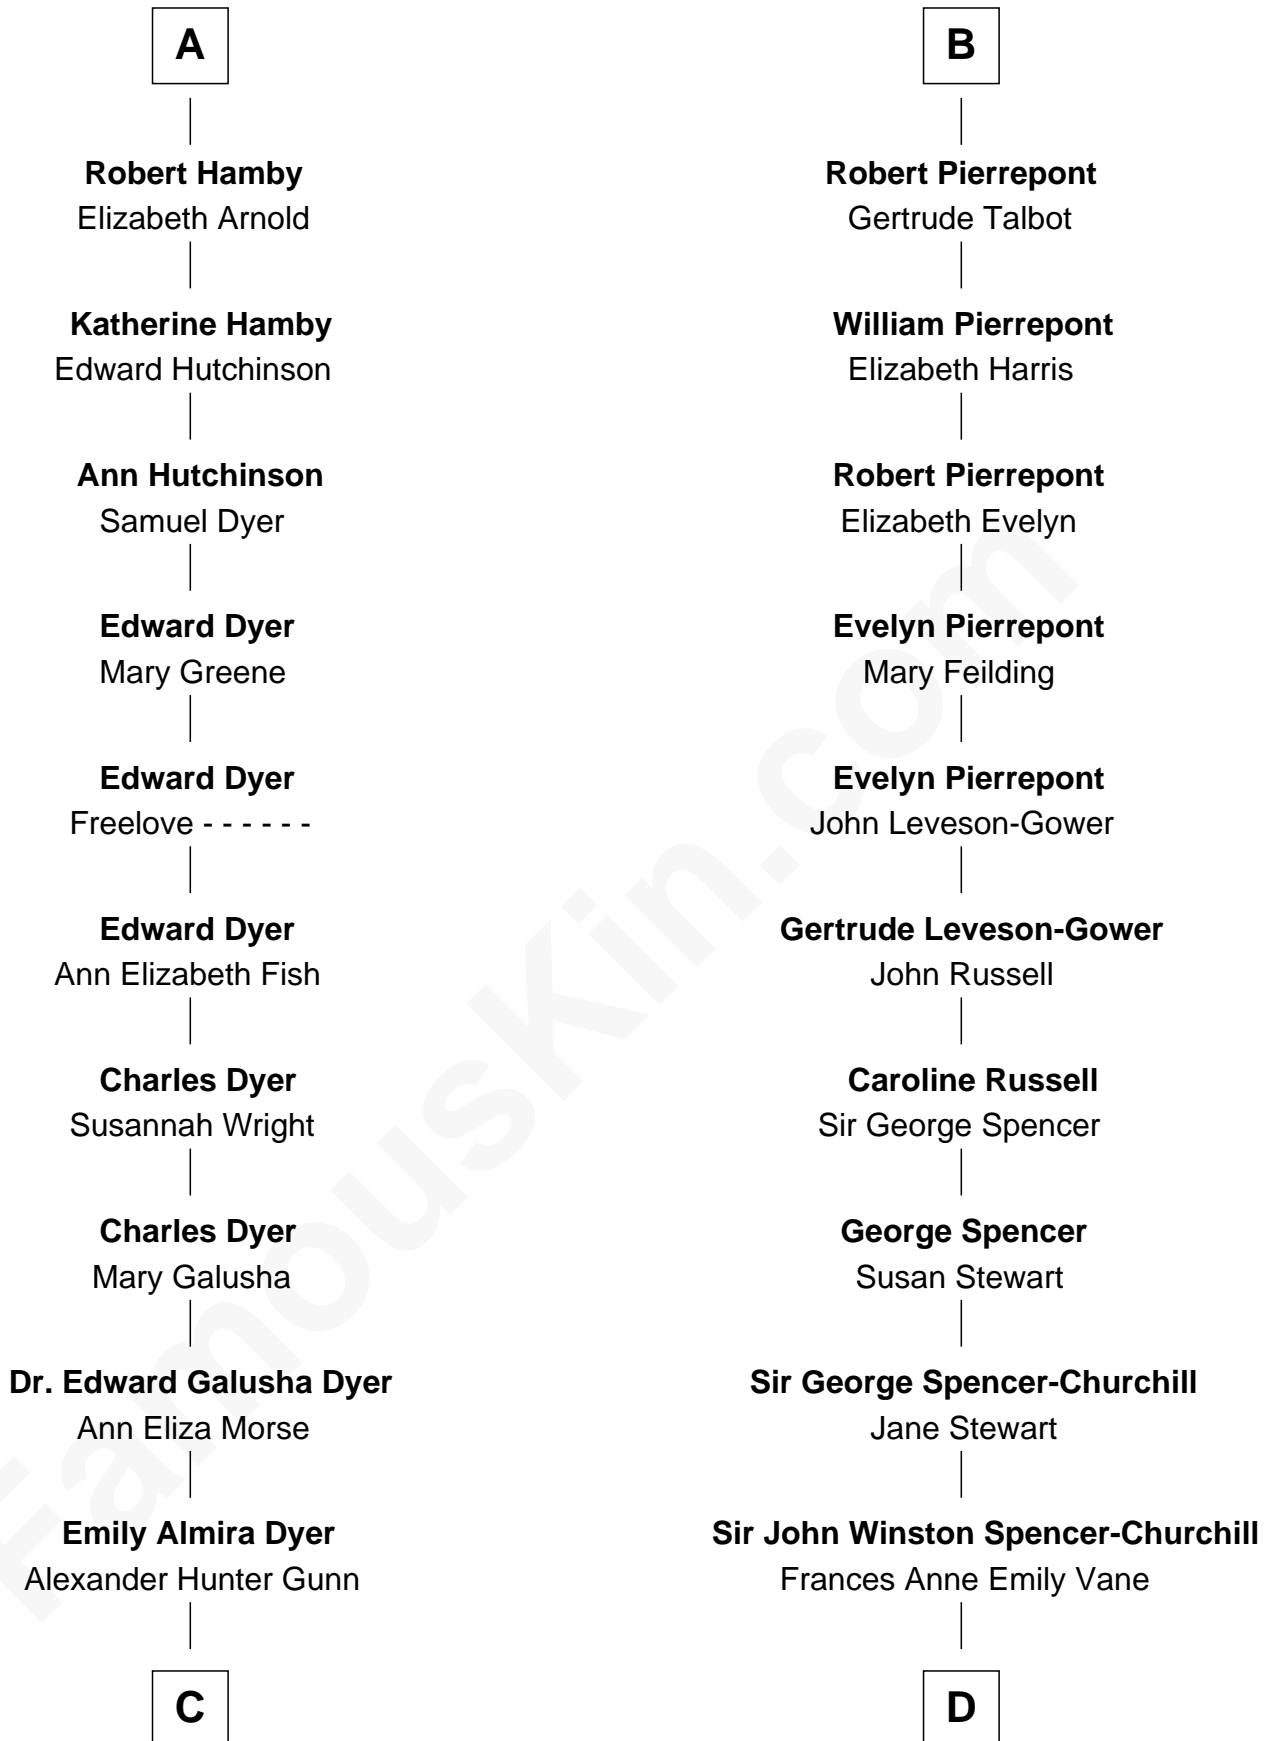 A
Robert Hamby
Elizabeth Arnold
Katherine Hamby
Edward Hutchinson
Ann Hutchinson
Samuel Dyer
Edward Dyer
Mary Greene
Edward Dyer
Freelove - - - - - -
Edward Dyer
Ann Elizabeth Fish
Charles Dyer
Susannah Wright
Charles Dyer
Mary Galusha
Dr. Edward Galusha Dyer
Ann Eliza Morse
Emily Almira Dyer
Alexander Hunter Gunn
C
B
Robert Pierrepont
Gertrude Talbot
William Pierrepont
Elizabeth Harris
Robert Pierrepont
Elizabeth Evelyn
Evelyn Pierrepont
Mary Feilding
Evelyn Pierrepont
John Leveson-Gower
Gertrude Leveson-Gower
John Russell
Caroline Russell
Sir George Spencer
George Spencer
Susan Stewart
Sir George Spencer-Churchill
Jane Stewart
Sir John Winston Spencer-Churchill
Frances Anne Emily Vane
D
FamousKin.com